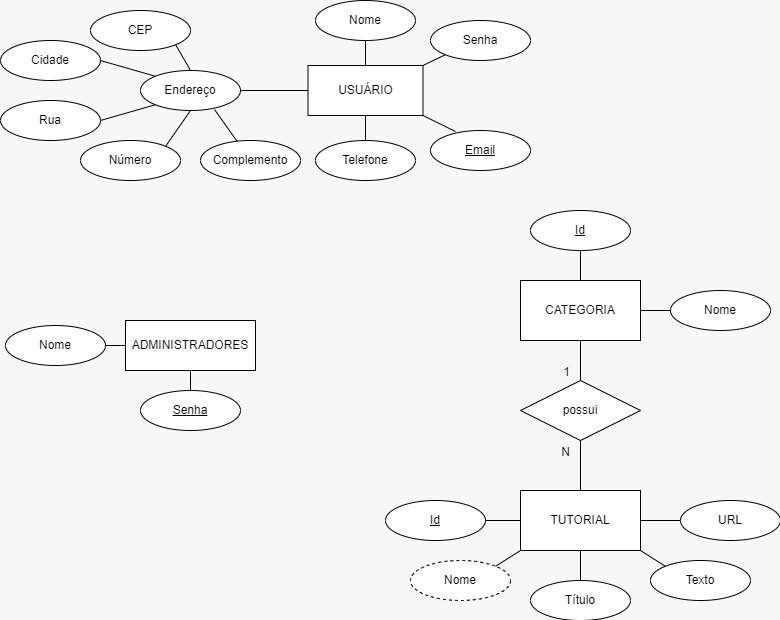 CEP
Nome
Cidade
Senha
Endereço
USUÁRIO
Rua
Número
Complemento
Telefone
Email
Id
CATEGORIA
Nome
Nome
ADMINISTRADORES
Senha
1
possui
N
Id
TUTORIAL
URL
Nome
Texto
Título